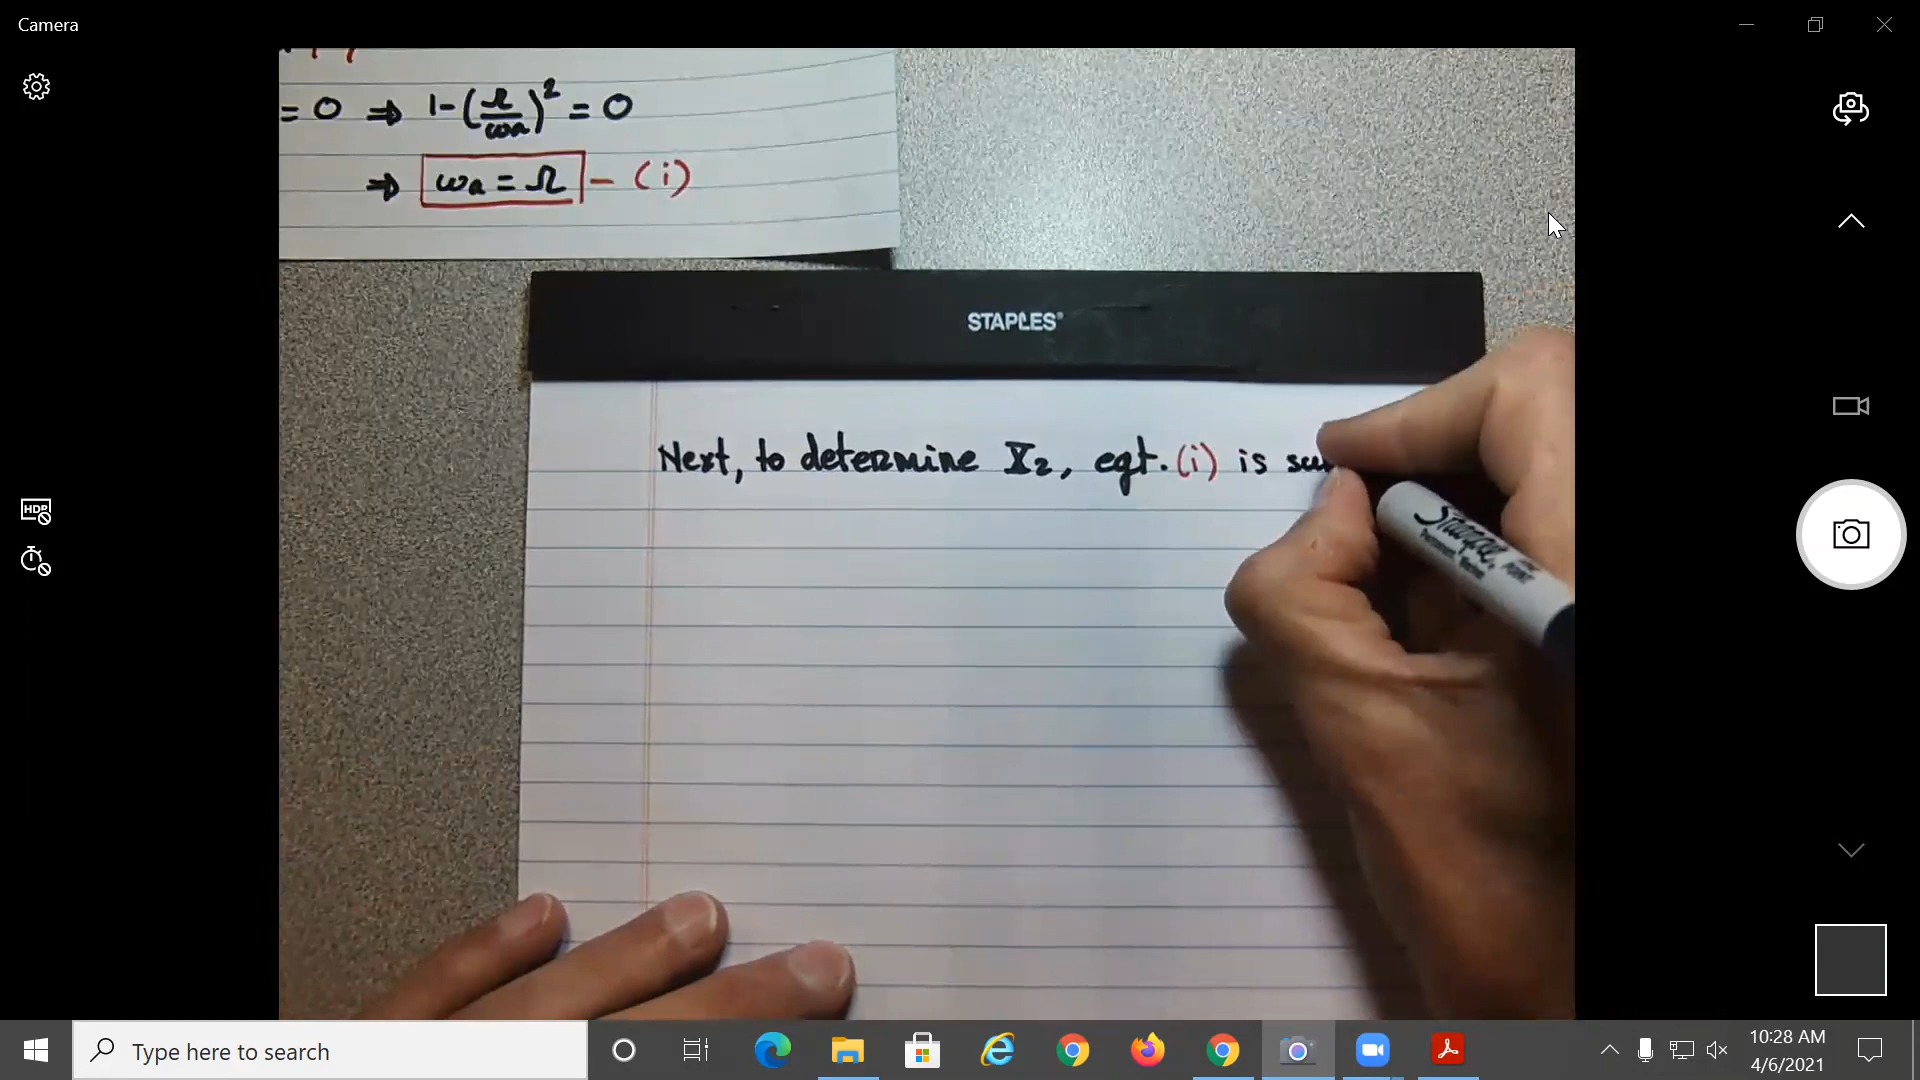 Camera
= 0 ⇒ 1-(Ω/ωa)² = 0
⇒ ωa = Ω - (i)
STAPLES
Next, to determine X2, eqt. (i) is
Sharpie
Type here to search
10:28 AM
4/6/2021